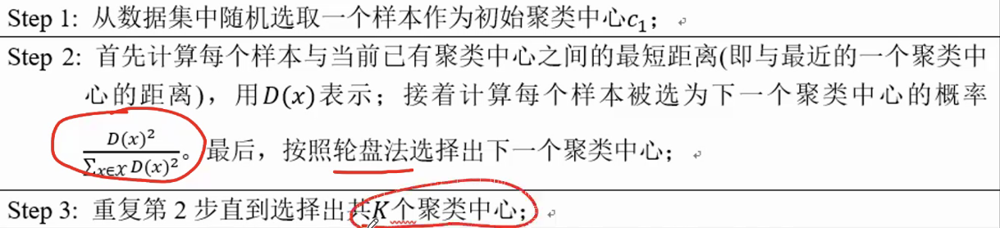 Step 1: 从数据集中随机选取一个样本作为初始聚类中心c₁；
Step 2: 首先计算每个样本与当前已有聚类中心之间的最短距离(即与最近的一个聚类中
心的距离)，用D(x)表示；接着计算每个样本被选为下一个聚类中心的概率
D(x)²/∑x∈X D(x)²。最后，按照轮盘法选择出下一个聚类中心；
Step 3: 重复第 2 步直到选择出共K个聚类中心；